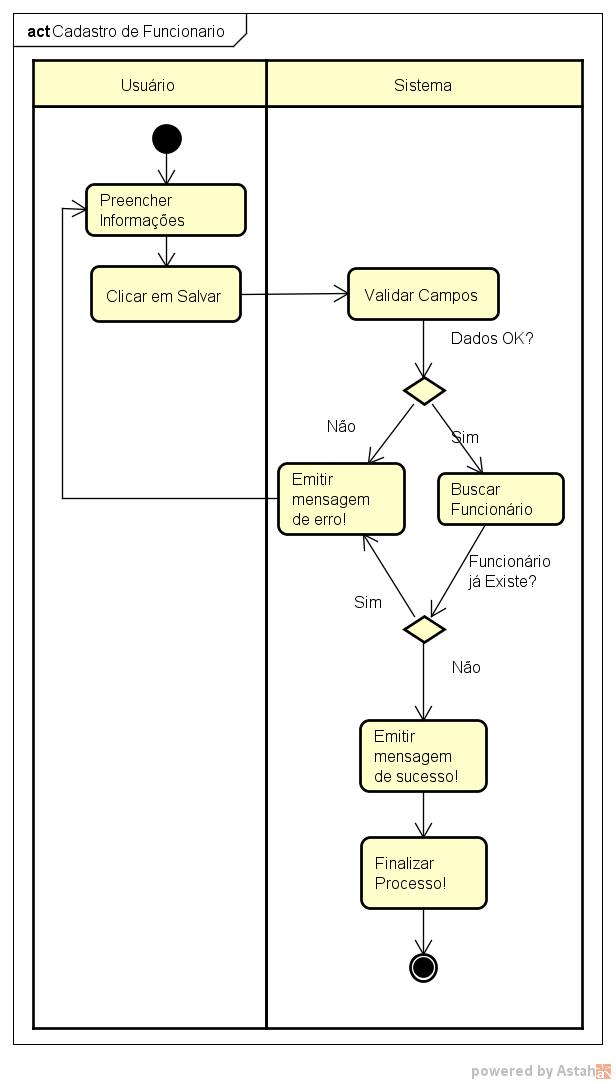 act Cadastro de Funcionario
Usuário
Sistema
Preencher
Informações
Clicar em Salvar
Validar Campos
Dados OK?
Não
Sim
Emitir
mensagem
de erro!
Buscar
Funcionário
Funcionário
já Existe?
Sim
Não
Emitir
mensagem
de sucesso!
Finalizar
Processo!
powered by Astah